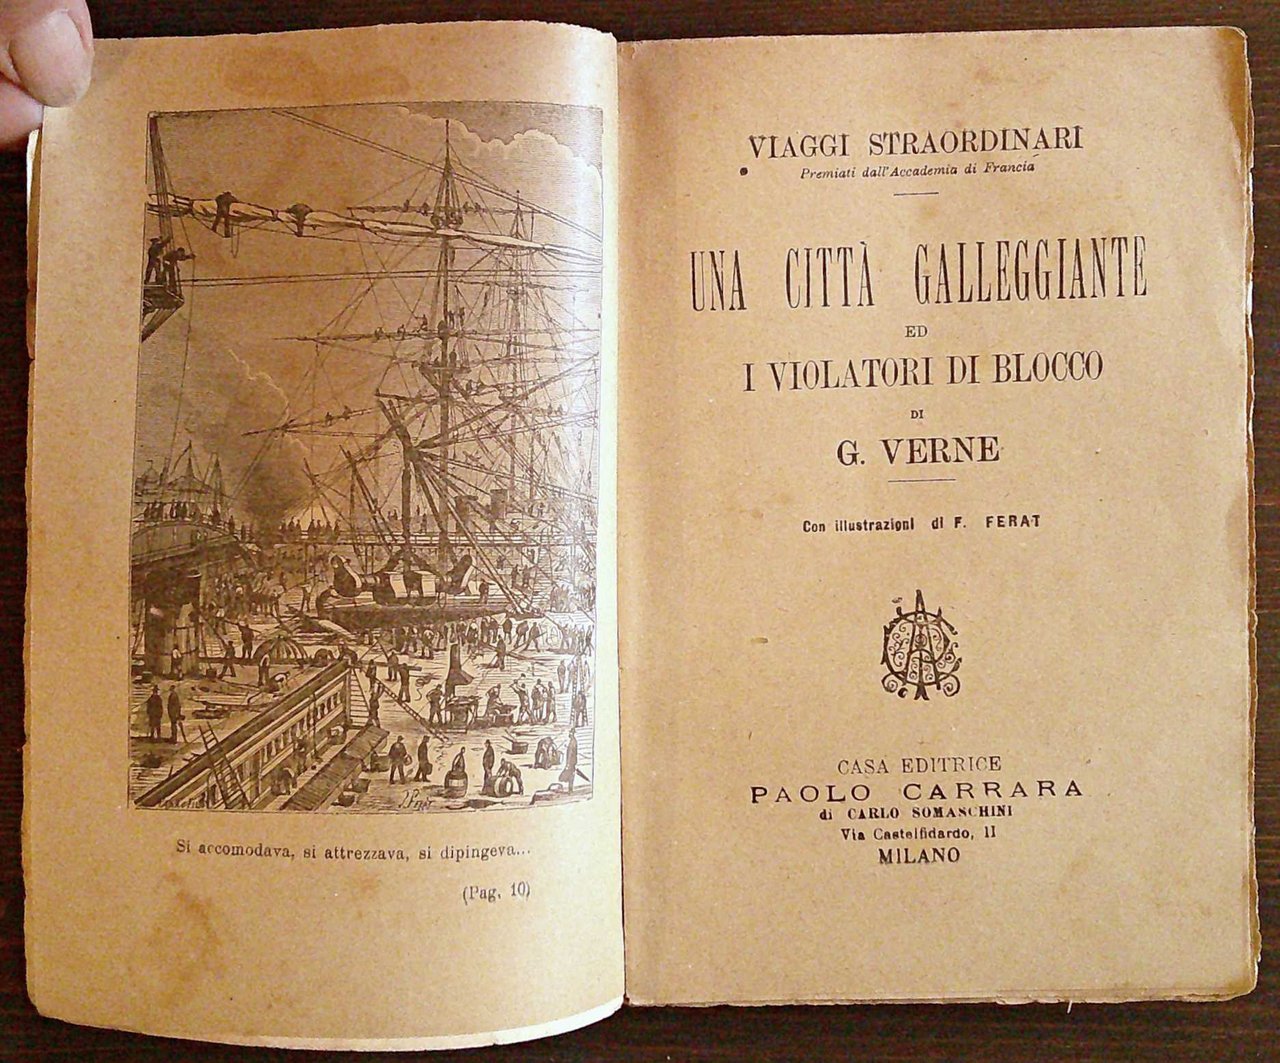 Si accomodava, si attrezzava, si dipingeva...
(Pag. 10)
VIAGGI STRAORDINARI
Premiati dall'Accademia di Francia
UNA CITTÀ GALLEGGIANTE
ED
I VIOLATORI DI BLOCCO
DI
G. VERNE
Con illustrazioni di F. FERAT
CASA EDITRICE
PAOLO CARRARA
di CARLO SOMASCHINI
Via Castelfidardo, 11
MILANO